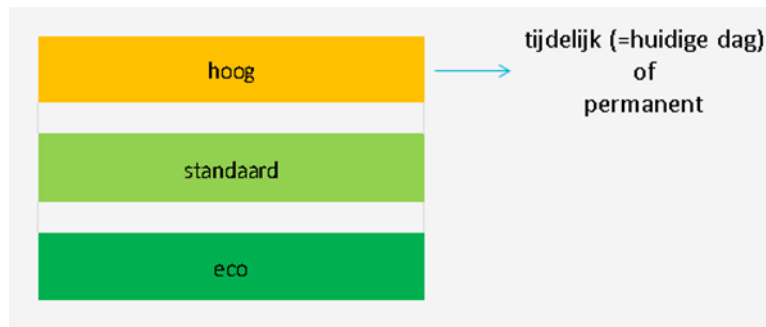 hoog
tijdelijk (=huidige dag)
of
permanent
standaard
eco